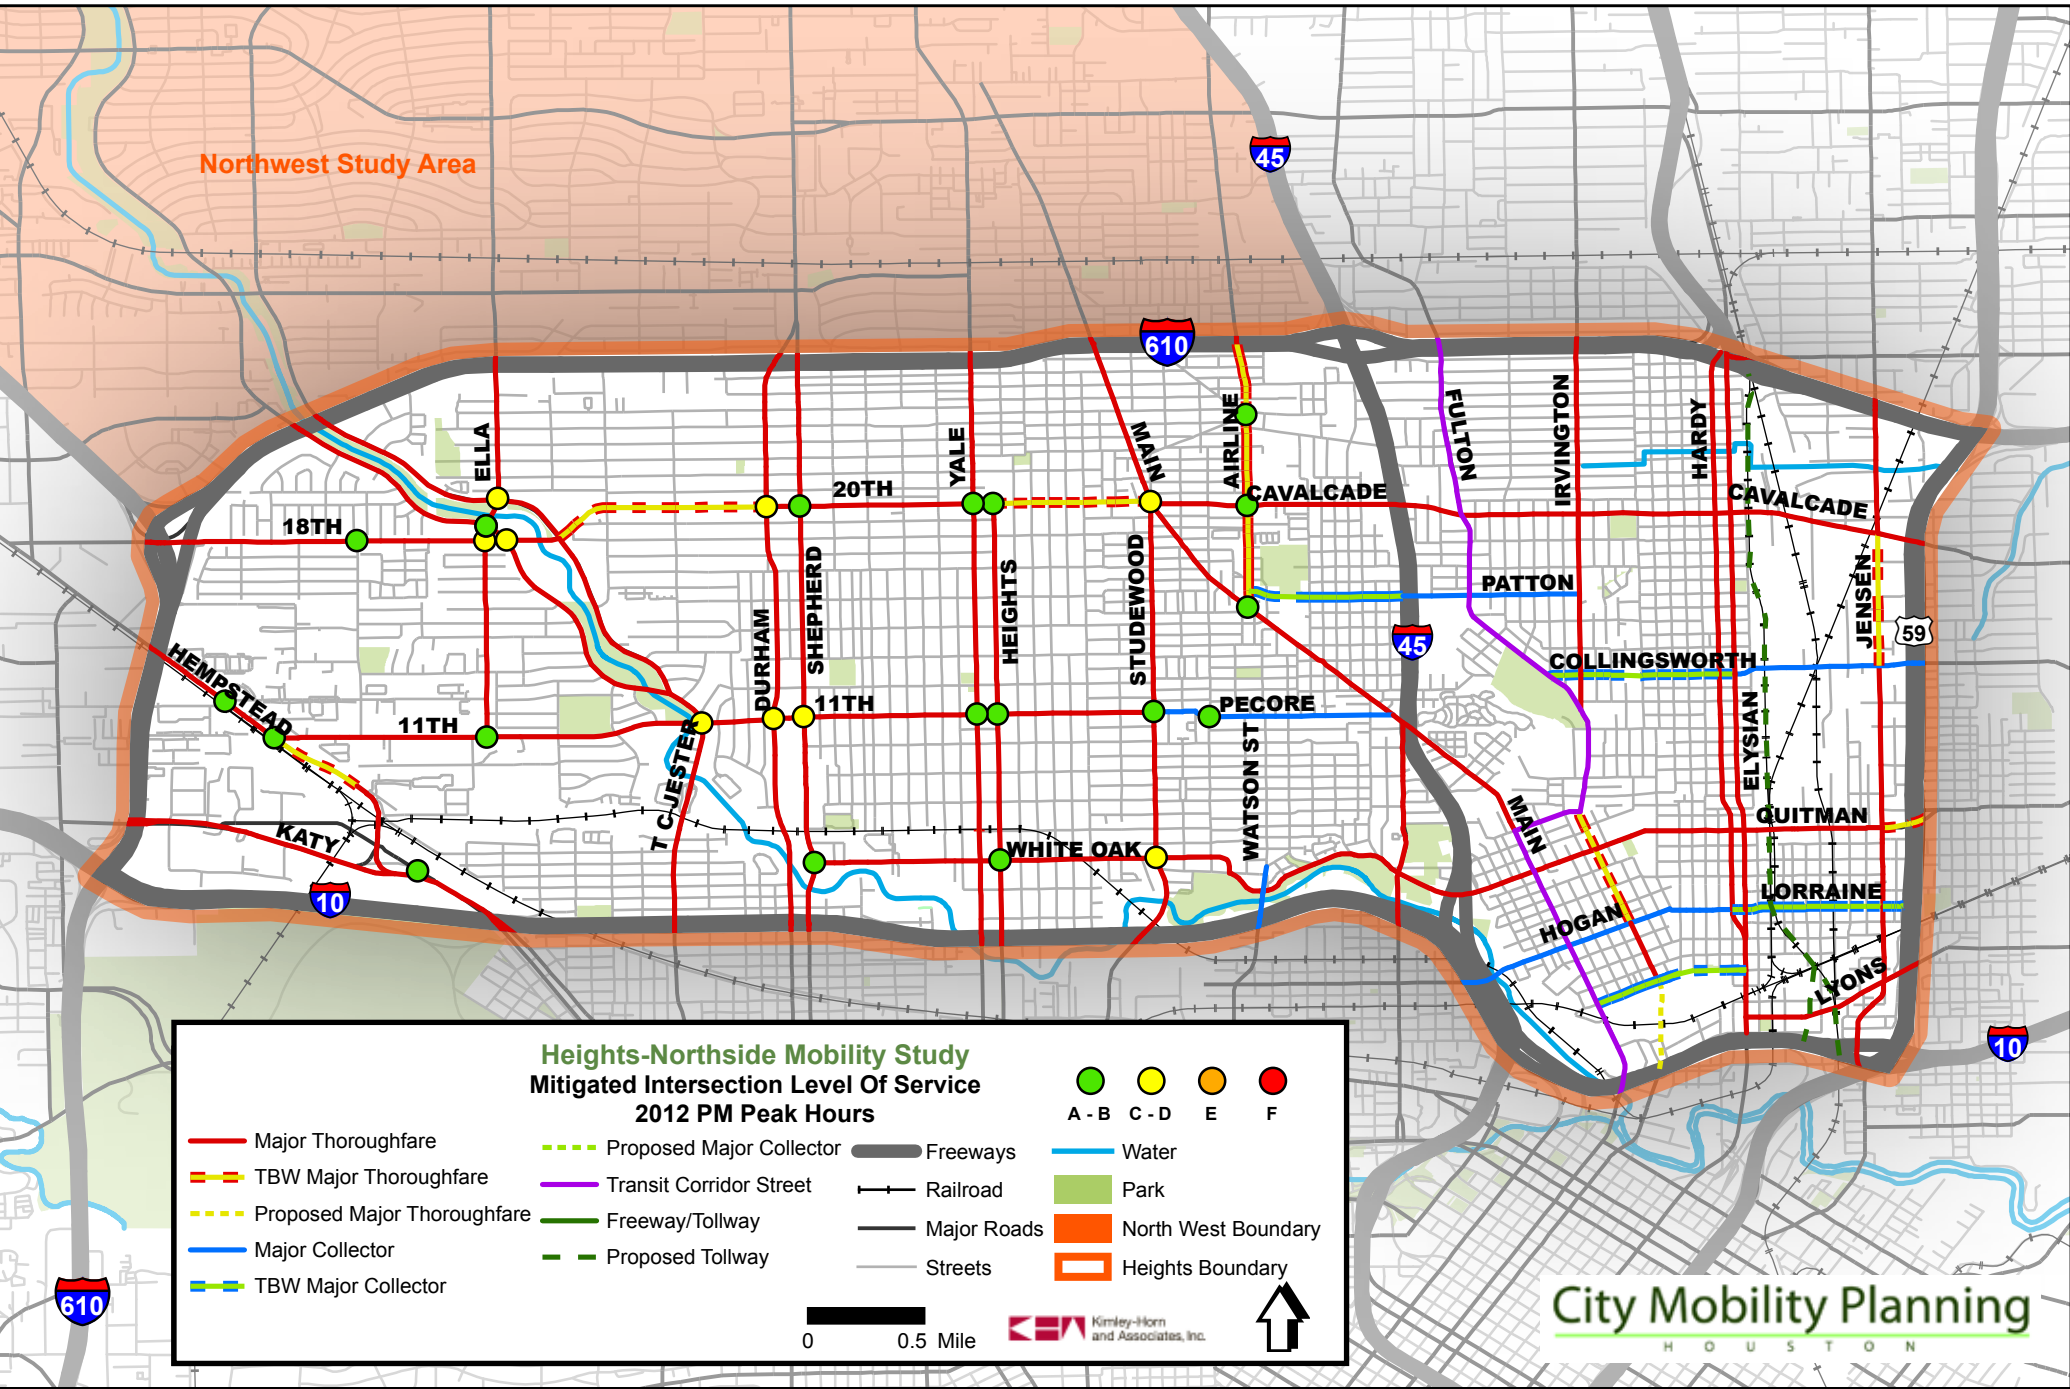 Northwest Study Area
45
610
ELLA
YALE
MAIN
AIRLINE
FULTON
IRVINGTON
HARDY
20TH
CAVALCADE
CAVALCADE
18TH
SHEPHERD
HEIGHTS
STUDEWOOD
PATTON
JENSEN
59
45
DURHAM
HEMPSTEAD
COLLINGSWORTH
11TH
11TH
PECORE
ELYSIAN
T C JESTER
WATSON ST
MAIN
QUITMAN
KATY
WHITE OAK
10
LORRAINE
HOGAN
LYONS
10
610
Heights-Northside Mobility Study
Mitigated Intersection Level Of Service
2012 PM Peak Hours
A - B
C - D
E
F
Major Thoroughfare
TBW Major Thoroughfare
Proposed Major Thoroughfare
Major Collector
TBW Major Collector
Proposed Major Collector
Transit Corridor Street
Freeway/Tollway
Proposed Tollway
Freeways
Railroad
Major Roads
Streets
Water
Park
North West Boundary
Heights Boundary
0 0.5 Mile
Kimley-Horn
and Associates, Inc.
City Mobility Planning
HOUSTON